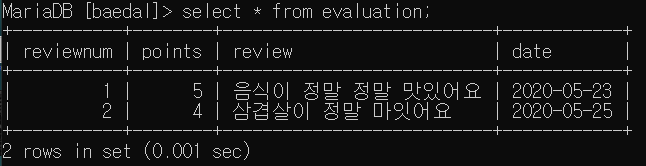 MariaDB [baedal]> select * from evaluation;
+-----------+--------+---------------------------+------------+
| reviewnum | points | review | date |
+-----------+--------+---------------------------+------------+
| 1 | 5 | 음식이 정말 정말 맛있어요 | 2020-05-23 |
| 2 | 4 | 삼겹살이 정말 마잇어요 | 2020-05-25 |
+-----------+--------+---------------------------+------------+
2 rows in set (0.001 sec)